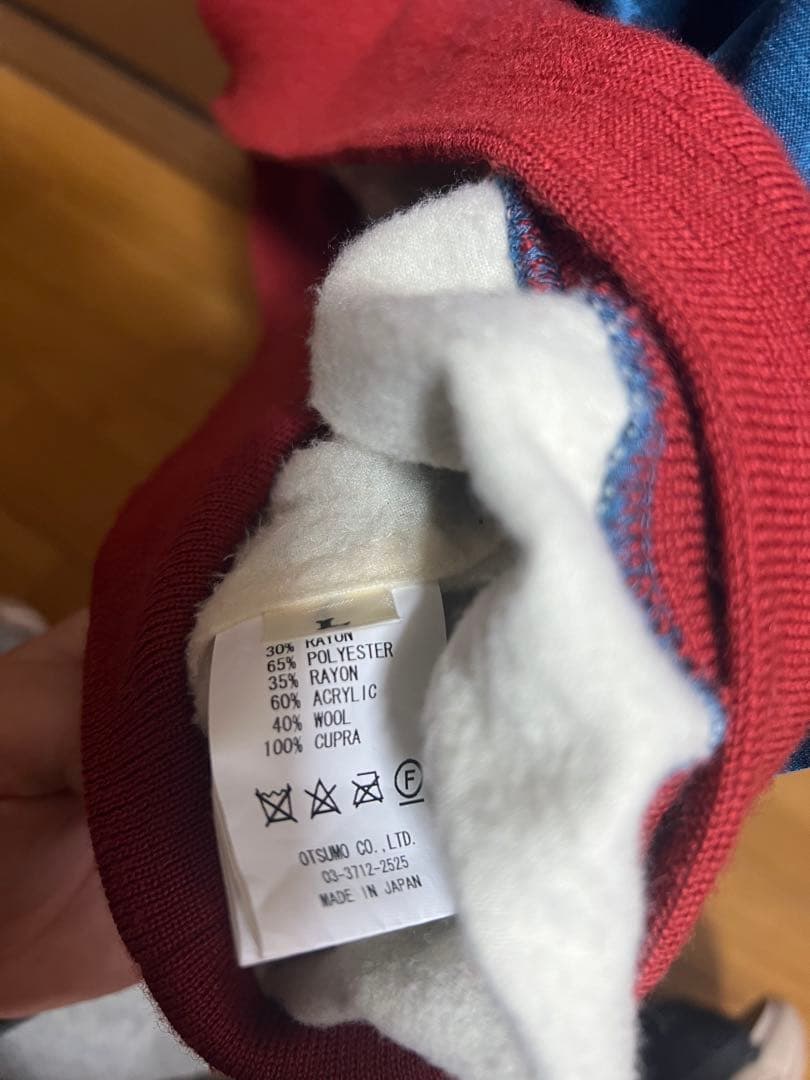 L
30% RAYON
65% POLYESTER
35% RAYON
60% ACRYLIC
40% WOOL
100% CUPRA
F
OTSUMO CO.,LTD.
03-3712-2525
MADE IN JAPAN